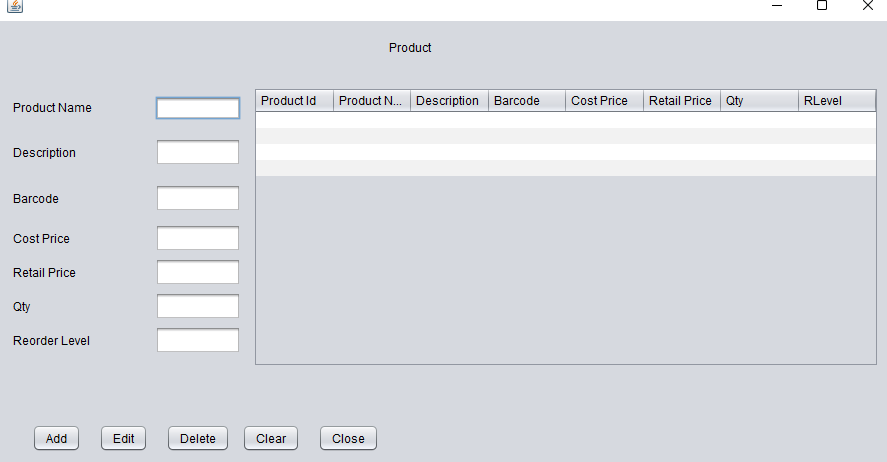 Product
Product Name
Product Id Product N... Description Barcode Cost Price Retail Price Qty RLevel
Description
Barcode
Cost Price
Retail Price
Qty
Reorder Level
Add Edit Delete Clear Close